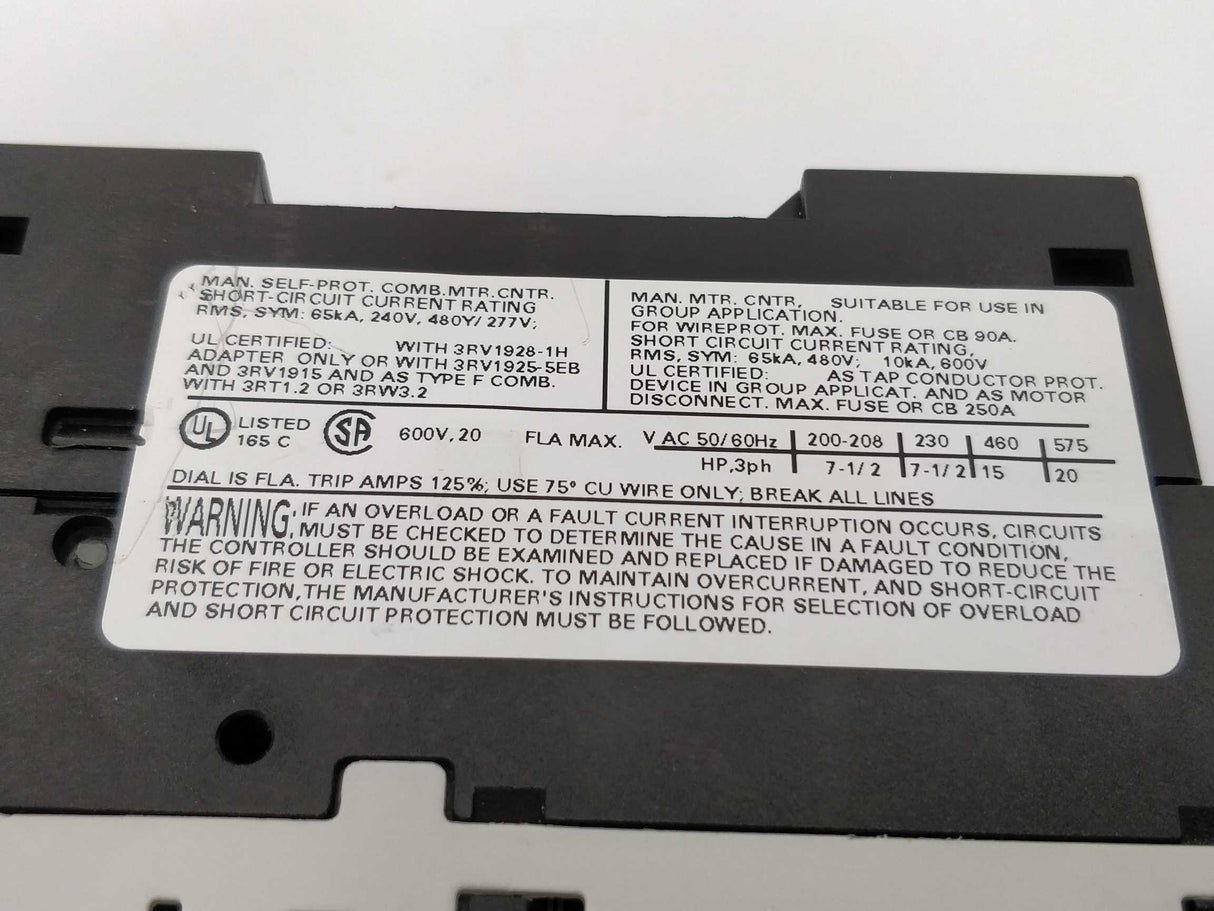 MAN. SELF-PROT. COMB.MTR.CNTR.
SHORT-CIRCUIT CURRENT RATING
RMS, SYM: 65kA, 240V, 480Y/277V;
UL CERTIFIED: WITH 3RV1928-1H
ADAPTER ONLY OR WITH 3RV1925-5EB
AND 3RV1915 AND AS TYPE F COMB.
WITH 3RT1.2 OR 3RW3.2
MAN. MTR. CNTR, SUITABLE FOR USE IN
GROUP APPLICATION.
FOR WIREPROT. MAX. FUSE OR CB 90A.
SHORT CIRCUIT CURRENT RATING,
RMS, SYM: 65kA, 480V; 10kA, 600V
UL CERTIFIED: AS TAP CONDUCTOR PROT.
DEVICE IN GROUP APPLICAT. AND AS MOTOR
DISCONNECT. MAX. FUSE OR CB 250A
UL LISTED
165 C
SA
600V, 20 FLA MAX. V AC 50/60Hz 200-208 230 460 575
HP,3ph 7-1/2 7-1/2 15 20
DIAL IS FLA. TRIP AMPS 125%; USE 75° CU WIRE ONLY; BREAK ALL LINES
WARNING: IF AN OVERLOAD OR A FAULT CURRENT INTERRUPTION OCCURS, CIRCUITS
MUST BE CHECKED TO DETERMINE THE CAUSE IN A FAULT CONDITION,
THE CONTROLLER SHOULD BE EXAMINED AND REPLACED IF DAMAGED TO REDUCE THE
RISK OF FIRE OR ELECTRIC SHOCK. TO MAINTAIN OVERCURRENT, AND SHORT-CIRCUIT
PROTECTION,THE MANUFACTURER'S INSTRUCTIONS FOR SELECTION OF OVERLOAD
AND SHORT CIRCUIT PROTECTION MUST BE FOLLOWED.